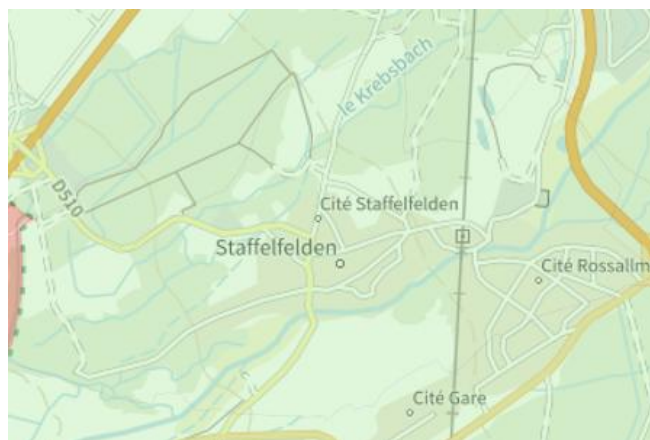 le Krebsbach
D510
Cité Staffelfelden
Staffelfelden
Cité Rossallm
Cité Gare